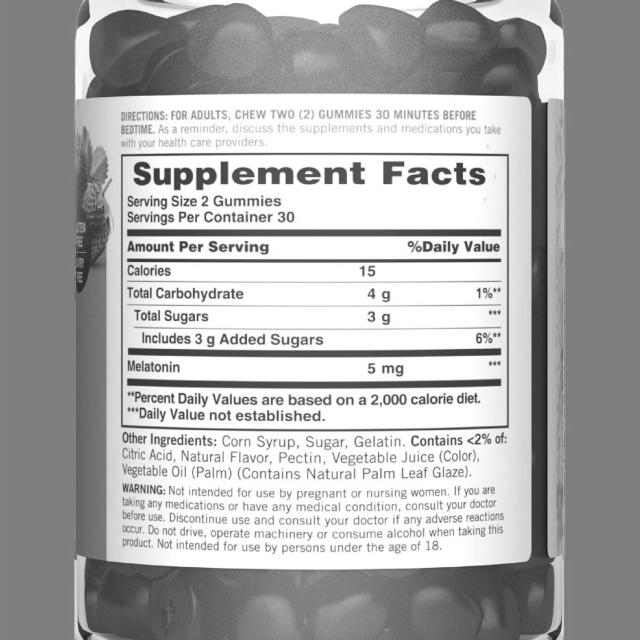 DIRECTIONS: FOR ADULTS, CHEW TWO (2) GUMMIES 30 MINUTES BEFORE
BEDTIME. As a reminder, discuss the supplements and medications you take
with your health care providers.
Supplement Facts
Serving Size 2 Gummies
Servings Per Container 30
Amount Per Serving %Daily Value
Calories 15
Total Carbohydrate 4 g 1%**
Total Sugars 3 g ***
Includes 3 g Added Sugars 6%**
Melatonin 5 mg ***
**Percent Daily Values are based on a 2,000 calorie diet.
***Daily Value not established.
Other Ingredients: Corn Syrup, Sugar, Gelatin. Contains <2% of:
Citric Acid, Natural Flavor, Pectin, Vegetable Juice (Color),
Vegetable Oil (Palm) (Contains Natural Palm Leaf Glaze).
WARNING: Not intended for use by pregnant or nursing women. If you are
taking any medications or have any medical condition, consult your doctor
before use. Discontinue use and consult your doctor if any adverse reactions
occur. Do not drive, operate machinery or consume alcohol when taking this
product. Not intended for use by persons under the age of 18.